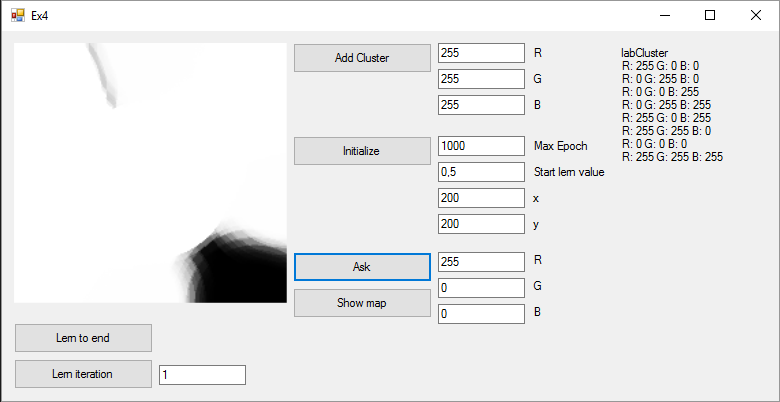 Ex4
Add Cluster
255 R
255 G
255 B
labCluster
R: 255 G: 0 B: 0
R: 0 G: 255 B: 0
R: 0 G: 0 B: 255
R: 0 G: 255 B: 255
R: 255 G: 0 B: 255
R: 255 G: 255 B: 0
R: 0 G: 0 B: 0
R: 255 G: 255 B: 255
Initialize
1000 Max Epoch
0,5 Start lern value
200 x
200 y
Ask
255 R
Show map
0 G
0 B
Lern to end
Lern iteration 1